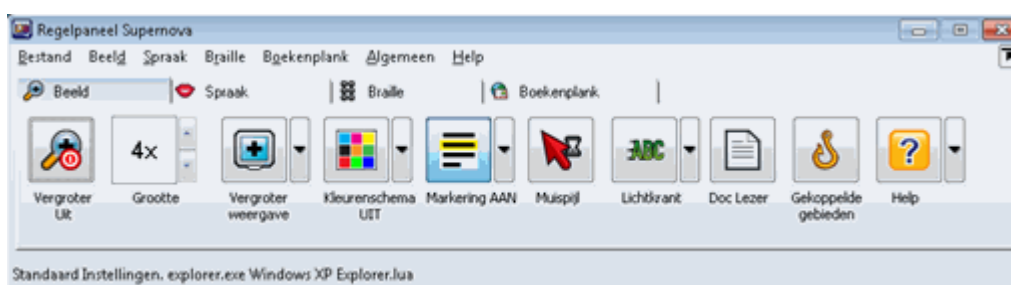 Regelpaneel Supernova
Bestand Beeld Spraak Braille Boekenplank Algemeen Help
Beeld Spraak Braille Boekenplank
4x ABC ?
Vergroter Uit Grootte Vergroter weergave Kleurenschema UIT Markering AAN Muispijl Lichtkrant Doc Lezer Gekoppelde gebieden Help
Standaard Instellingen. explorer.exe Windows XP Explorer.lua